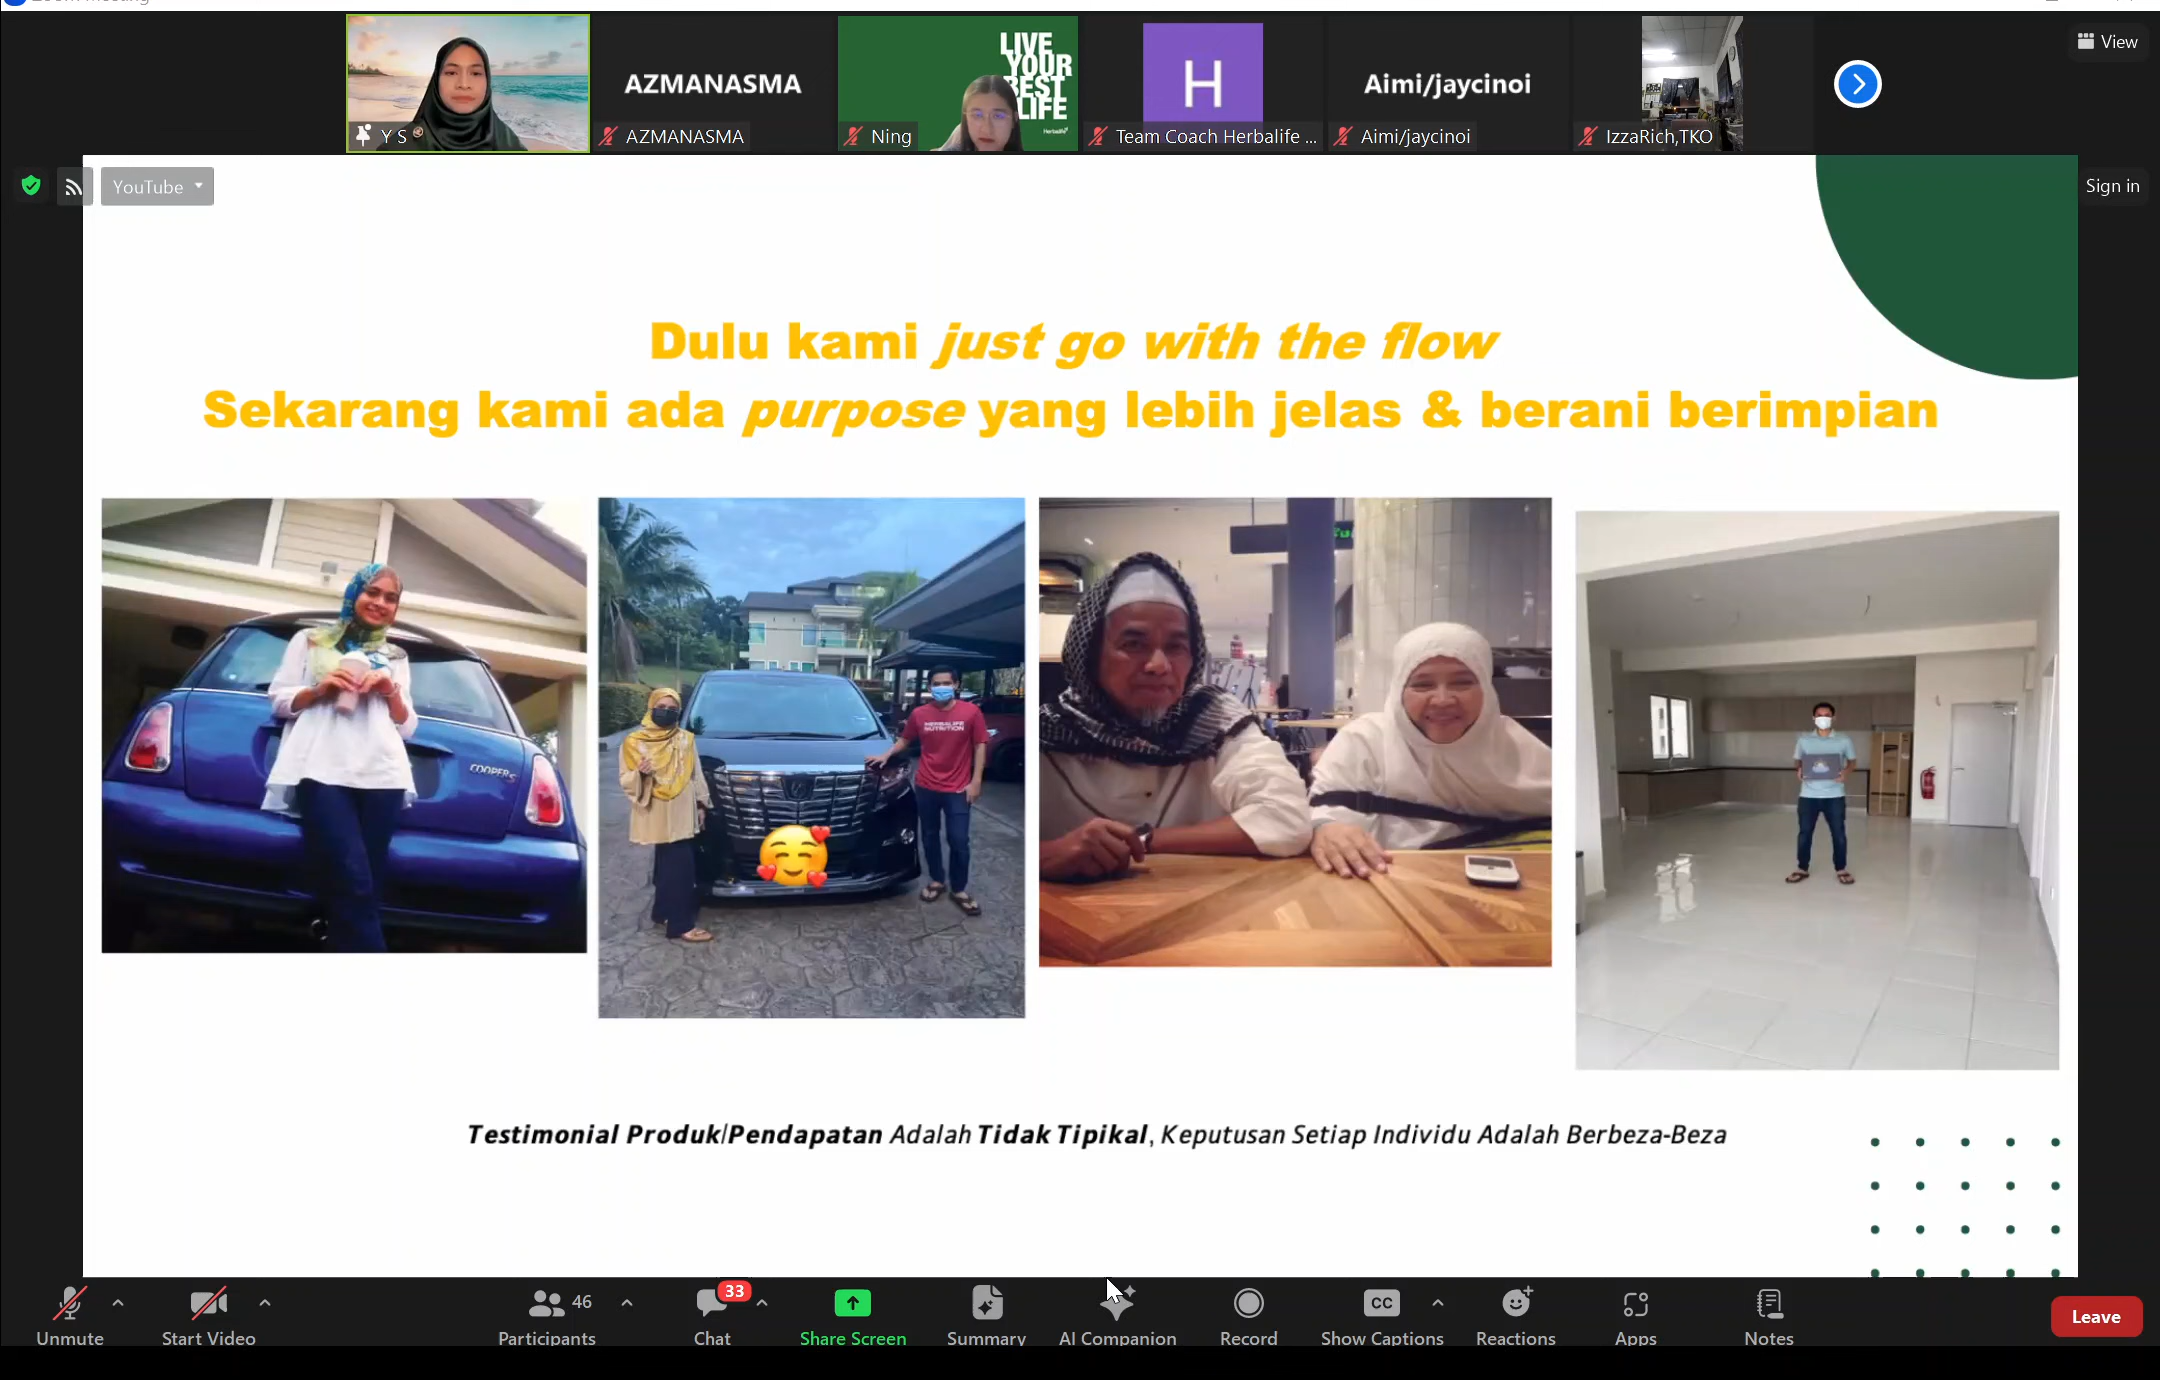 View
AZMANASMA
LIVE
YOUR
BEST
LIFE
Herbalife
H
Aimi/jaycinoi
Y S
AZMANASMA
Ning
Team Coach Herbalife ...
Aimi/jaycinoi
IzzaRich,TKO
YouTube
Sign in
Dulu kami just go with the flow
Sekarang kami ada purpose yang lebih jelas & berani berimpian
COOPER S
HERBALIFE
NUTRITION
Testimonial Produk/Pendapatan Adalah Tidak Tipikal, Keputusan Setiap Individu Adalah Berbeza-Beza
46
33
CC
Unmute
Start Video
Participants
Chat
Share Screen
Summary
AI Companion
Record
Show Captions
Reactions
Apps
Notes
Leave